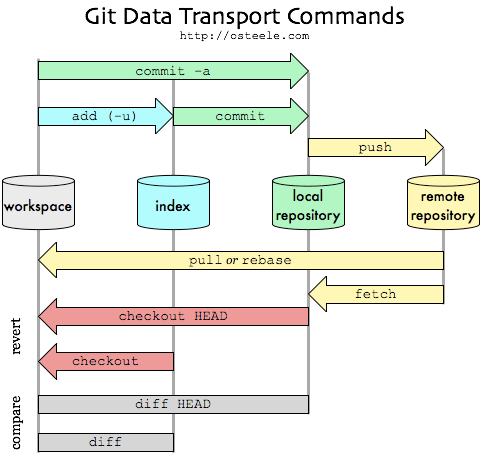 Git Data Transport Commands
http://osteele.com
commit -a
add (-u)
commit
push
workspace
index
local
repository
remote
repository
pull or rebase
fetch
revert
checkout HEAD
checkout
compare
diff HEAD
diff